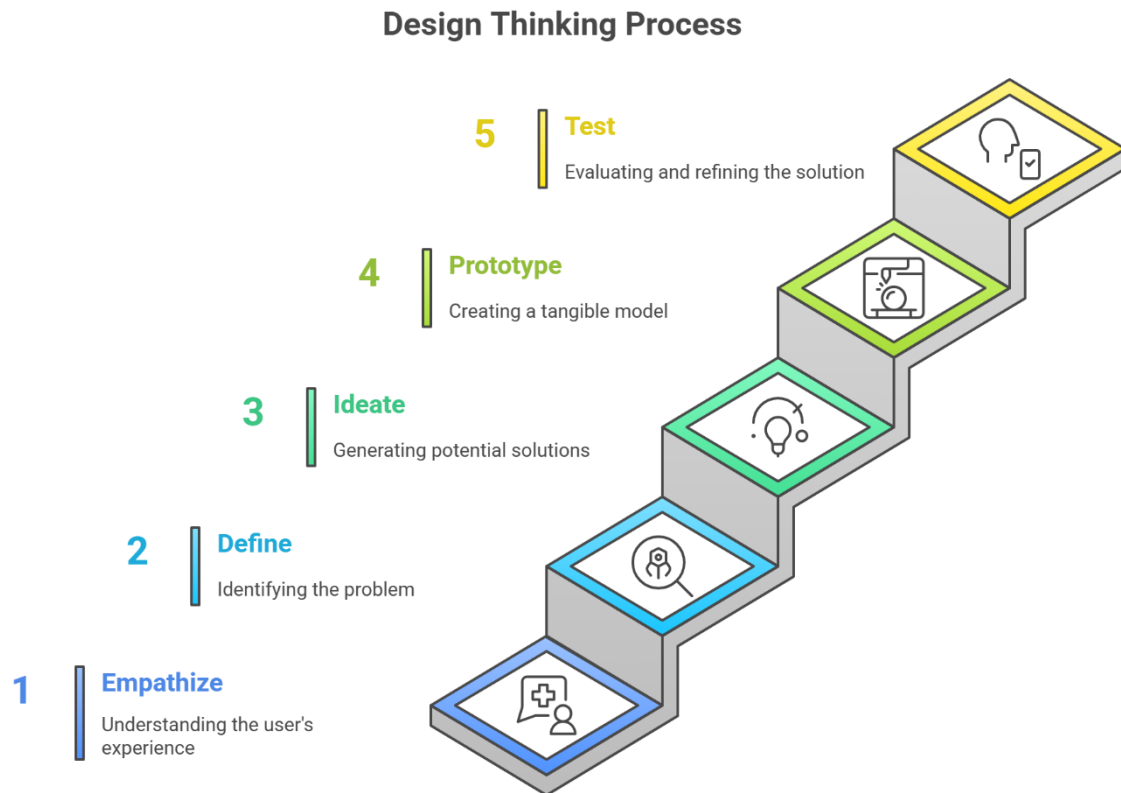 Design Thinking Process
5
Test
Evaluating and refining the solution
4
Prototype
Creating a tangible model
3
Ideate
Generating potential solutions
2
Define
Identifying the problem
1
Empathize
Understanding the user's
experience